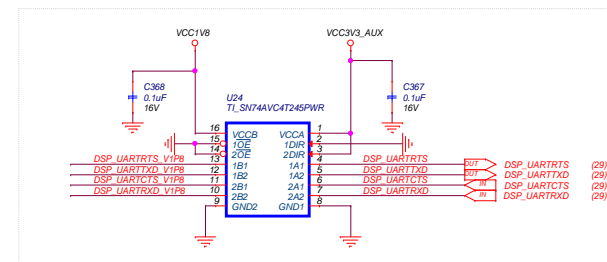 VCC1V8 VCC3V3_AUX
C368 0.1uF 16V
C367 0.1uF 16V
U24
TI_SN74AVC4T245PWR
16 VCCB VCCA 1
15 1OE 1DIR 2
14 2OE 2DIR 3
DSP_UARTRTS_V1P8 13 1B1 1A1 4 DSP_UARTRTS OUT DSP_UARTRTS (29)
DSP_UARTTXD_V1P8 12 1B2 1A2 5 DSP_UARTTXD OUT DSP_UARTTXD (29)
DSP_UARTCTS_V1P8 11 2B1 2A1 6 DSP_UARTCTS IN DSP_UARTCTS (29)
DSP_UARTRXD_V1P8 10 2B2 2A2 7 DSP_UARTRXD IN DSP_UARTRXD (29)
9 GND2 GND1 8